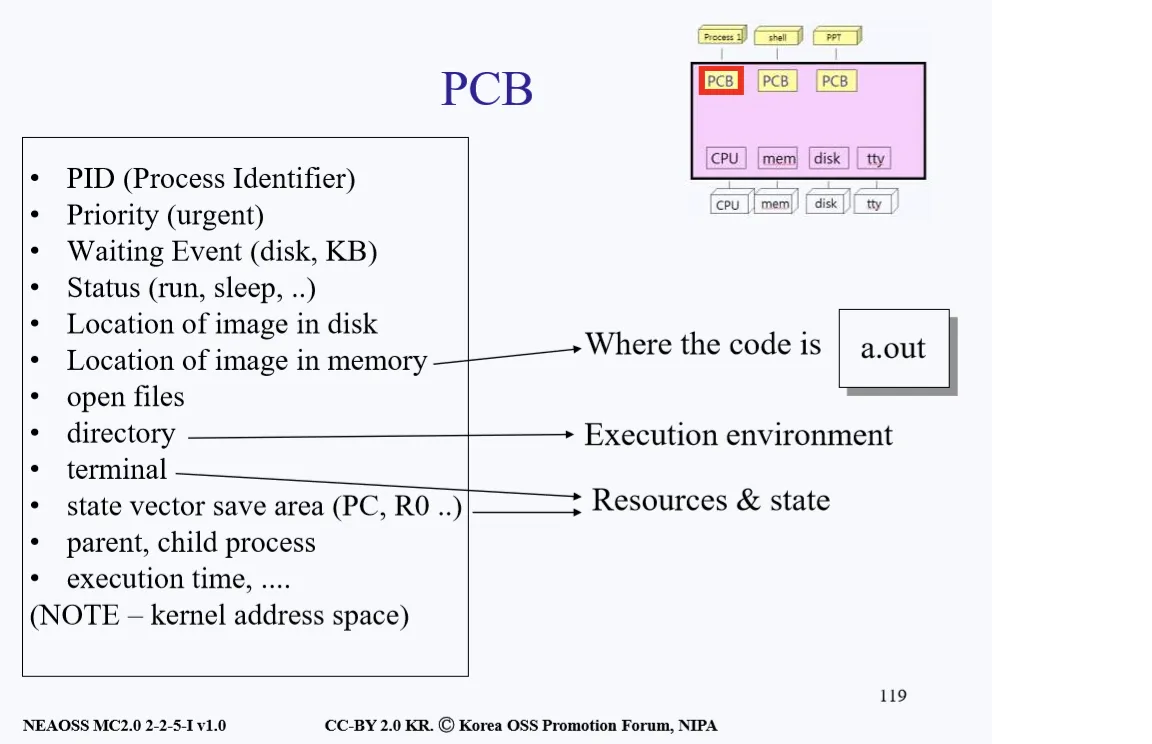 Process 1 shell PPT
PCB PCB PCB
CPU mem disk tty
CPU mem disk tty
PCB
• PID (Process Identifier)
• Priority (urgent)
• Waiting Event (disk, KB)
• Status (run, sleep, ..)
• Location of image in disk
• Location of image in memory
• open files
• directory
• terminal
• state vector save area (PC, R0 ..)
• parent, child process
• execution time, ....
(NOTE – kernel address space)
Where the code is
a.out
Execution environment
Resources & state
119
NEAOSS MC2.0 2-2-5-I v1.0
CC-BY 2.0 KR. Ⓒ Korea OSS Promotion Forum, NIPA